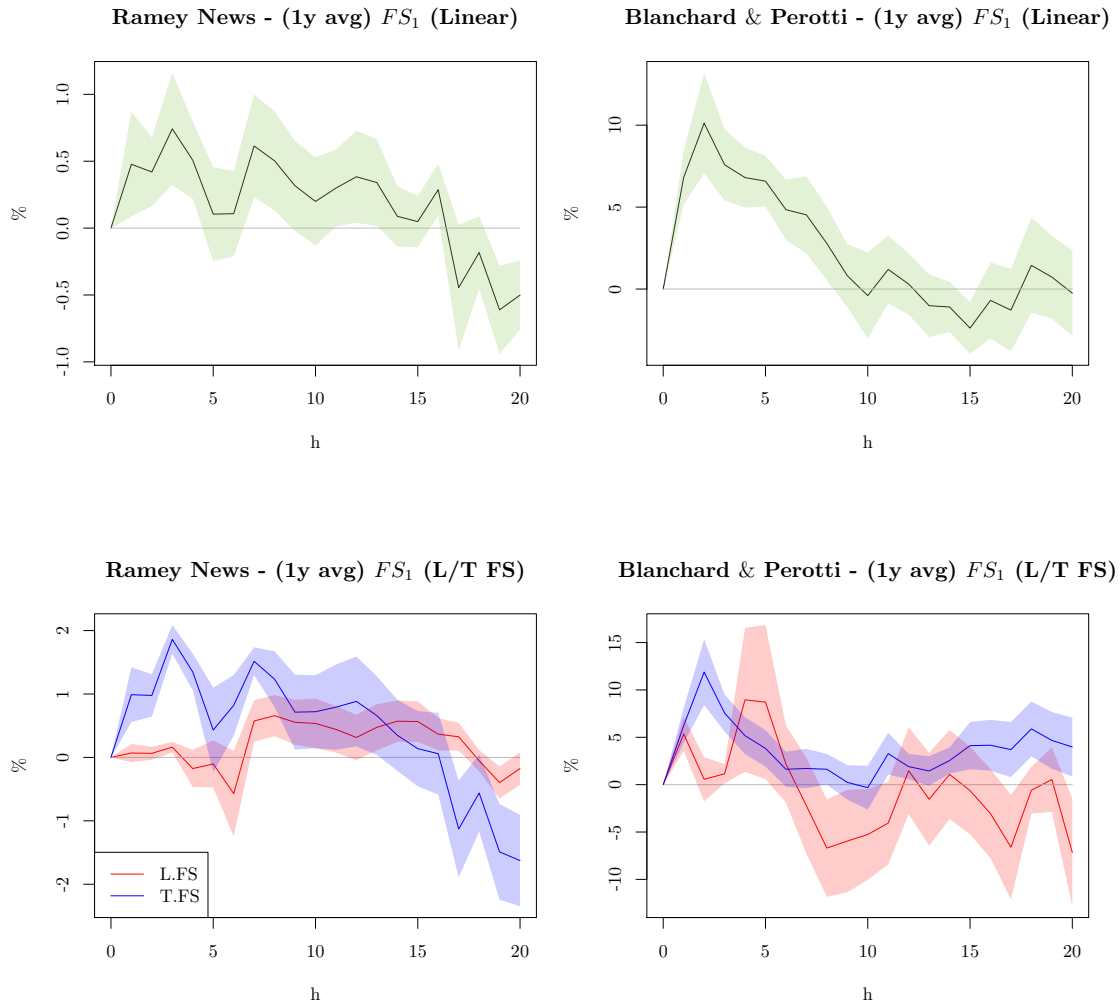 Ramey News - (1y avg) FS₁ (Linear)
%
1.0
0.5
0.0
-0.5
-1.0
0 5 10 15 20
h
Blanchard & Perotti - (1y avg) FS₁ (Linear)
%
10
5
0
0 5 10 15 20
h
Ramey News - (1y avg) FS₁ (L/T FS)
%
2
1
0
-1
-2
L.FS
T.FS
0 5 10 15 20
h
Blanchard & Perotti - (1y avg) FS₁ (L/T FS)
%
15
10
5
0
-5
-10
0 5 10 15 20
h